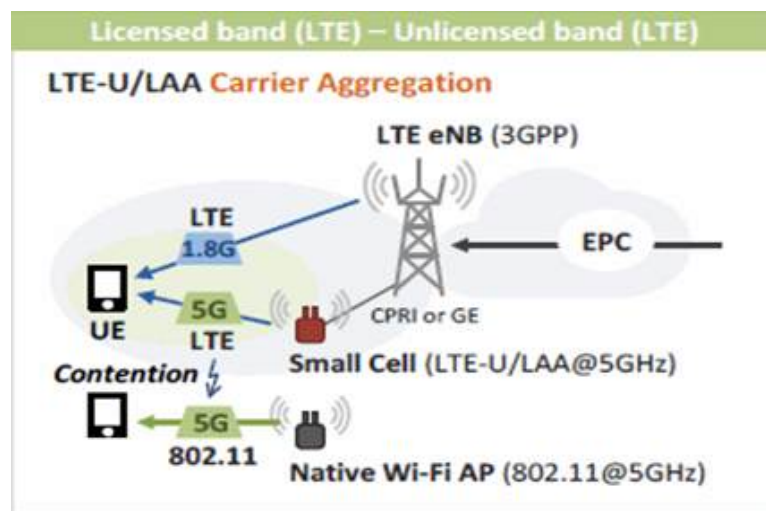 Licensed band (LTE) – Unlicensed band (LTE)
LTE-U/LAA Carrier Aggregation
LTE eNB (3GPP)
LTE
1.8G
EPC
5G
UE
LTE
CPRI or GE
Small Cell (LTE-U/LAA@5GHz)
Contention
5G
802.11
Native Wi-Fi AP (802.11@5GHz)